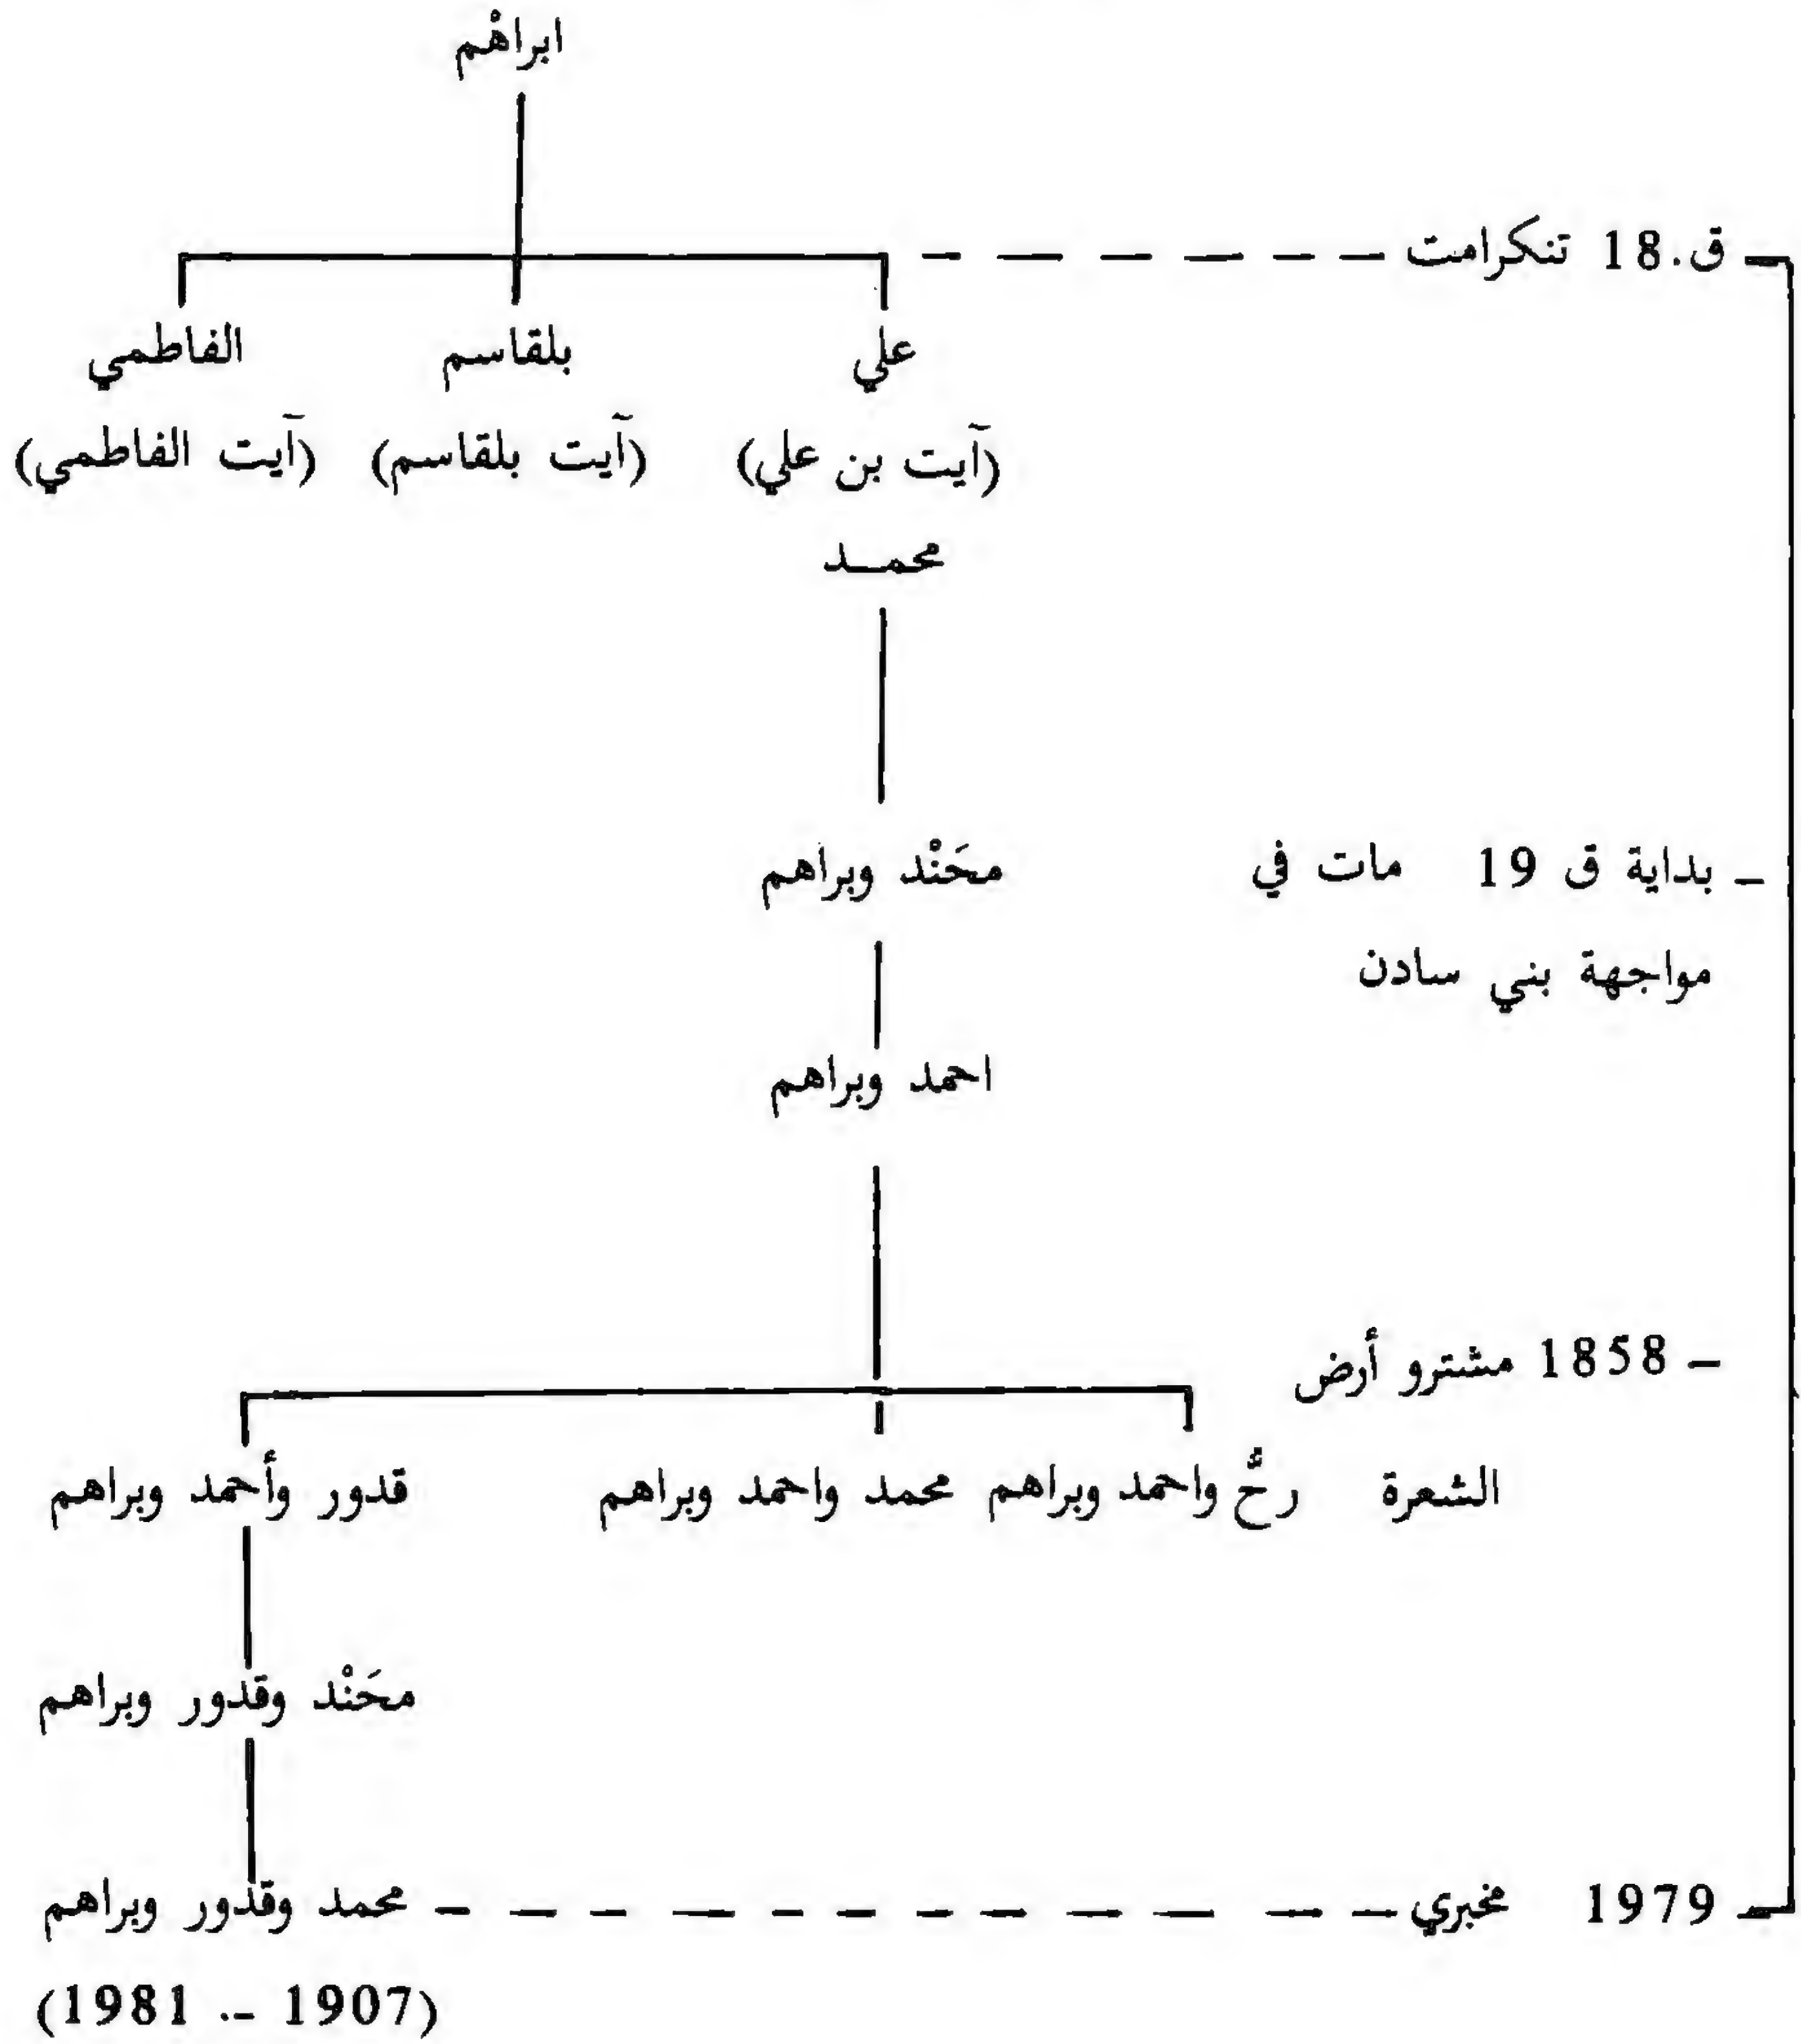 ابراهْم
ق.18 تنكرامت
علي بلقاسم الفاطمي
(آيت بن علي) (آيت بلقاسم) (آيت الفاطمي)
محمد
بداية ق 19 مات في محَنْد وبراهم
مواجهة بني سادن
احمد وبراهم
1858 مشترو أرض
الشعرة رحُّ واحمد وبراهم محمد واحمد وبراهم قدور وأحمد وبراهم
محَنْد وقدور وبراهم
1979 مخبري محمد وقدور وبراهم
(1907 - 1981)